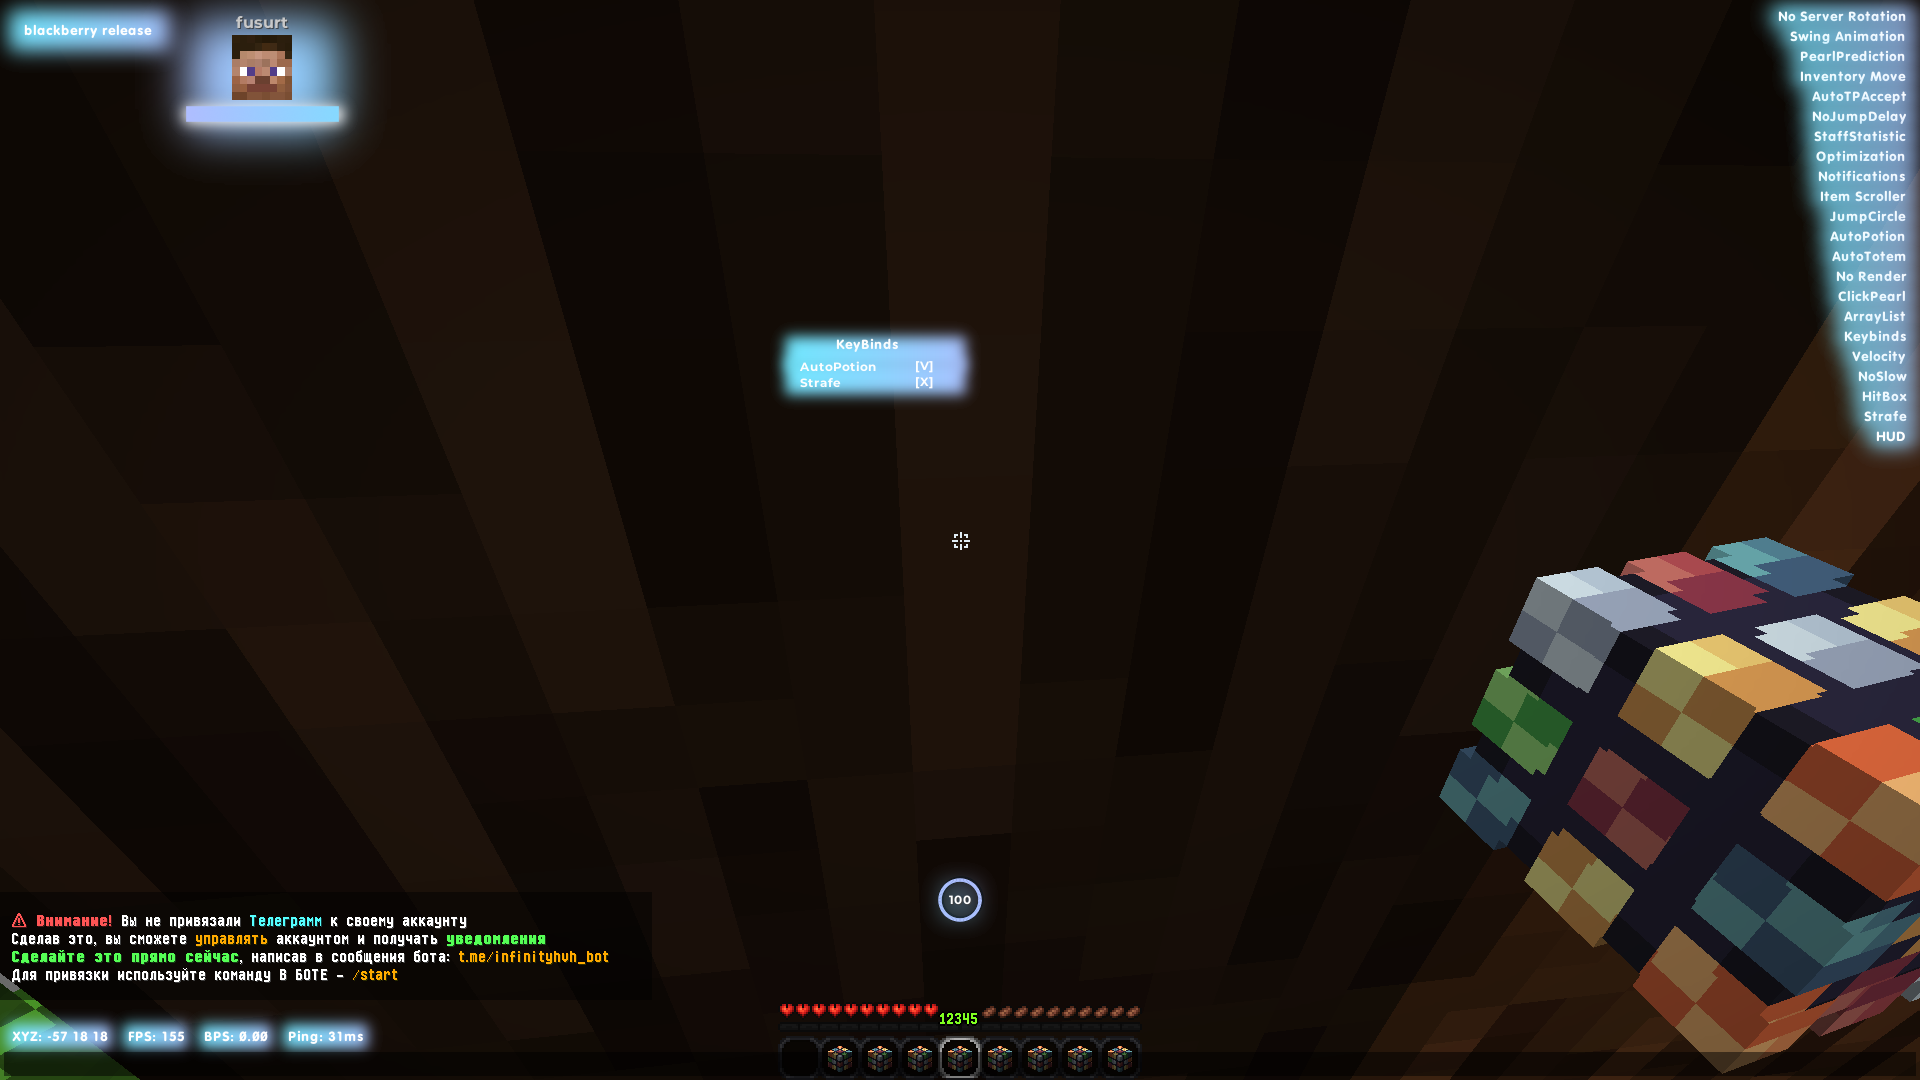 blackberry release
fusurt
No Server Rotation
Swing Animation
PearlPrediction
Inventory Move
AutoTPAccept
NoJumpDelay
StaffStatistic
Optimization
Notifications
Item Scroller
JumpCircle
AutoPotion
AutoTotem
No Render
ClickPearl
ArrayList
Keybinds
Velocity
NoSlow
HitBox
Strafe
HUD
KeyBinds
AutoPotion [V]
Strafe [X]
100
⚠ Внимание! Вы не привязали Телеграмм к своему аккаунту
Сделав это, вы сможете управлять аккаунтом и получать уведомления
Сделайте это прямо сейчас, написав в сообщения бота: t.me/infinityhvh_bot
Для привязки используйте команду В БОТЕ – /start
12345
XYZ: -57 18 18 FPS: 155 BPS: 0.00 Ping: 31ms